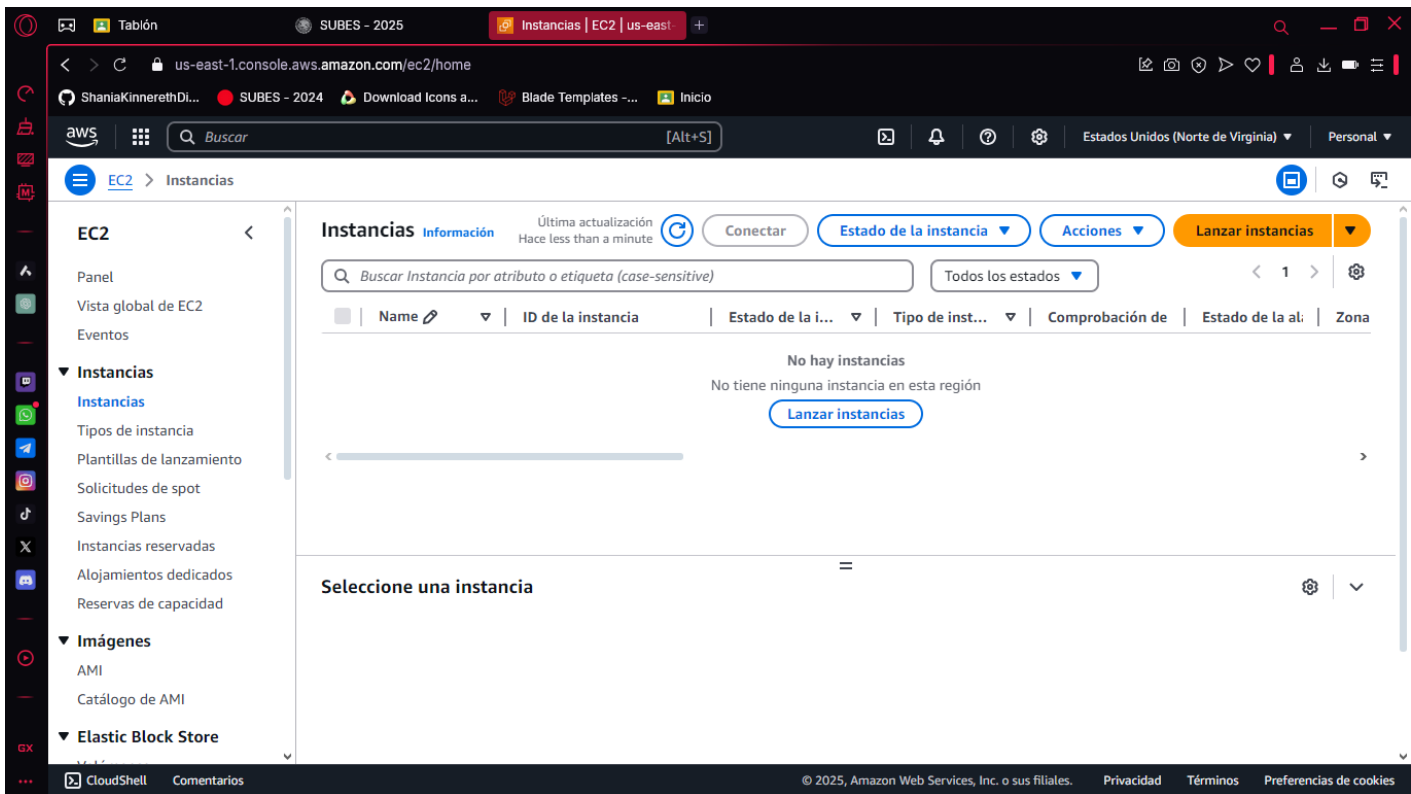 Tablón
SUBES - 2025
Instancias | EC2 | us-east-
us-east-1.console.aws.amazon.com/ec2/home
ShaniaKinnerethDi...
SUBES - 2024
Download Icons a...
Blade Templates -...
Inicio
aws
Buscar
[Alt+S]
Estados Unidos (Norte de Virginia)
Personal
EC2 > Instancias
EC2
Panel
Vista global de EC2
Eventos
Instancias
Instancias
Tipos de instancia
Plantillas de lanzamiento
Solicitudes de spot
Savings Plans
Instancias reservadas
Alojamientos dedicados
Reservas de capacidad
Imágenes
AMI
Catálogo de AMI
Elastic Block Store
Instancias Información
Última actualización
Hace less than a minute
Conectar
Estado de la instancia
Acciones
Lanzar instancias
Buscar Instancia por atributo o etiqueta (case-sensitive)
Todos los estados
1
Name
ID de la instancia
Estado de la i...
Tipo de inst...
Comprobación de
Estado de la al
Zona
No hay instancias
No tiene ninguna instancia en esta región
Lanzar instancias
Seleccione una instancia
GX
CloudShell
Comentarios
© 2025, Amazon Web Services, Inc. o sus filiales.
Privacidad
Términos
Preferencias de cookies